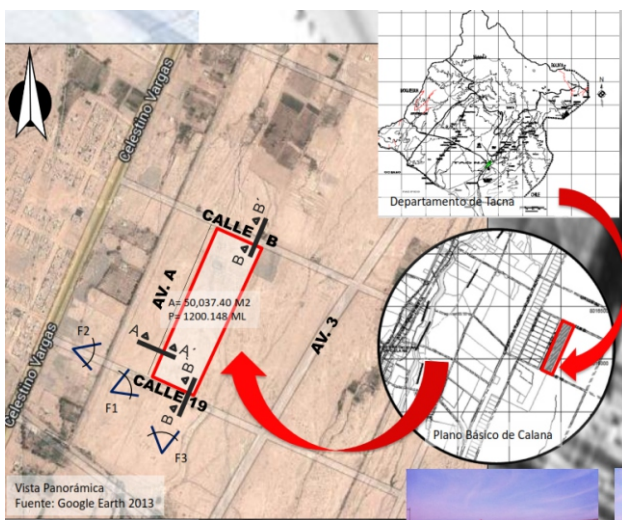 Celestino Vargas
CALLE B
B'
B
AV. A
A= 50,037.40 M2
P= 1200.148 ML
AV. 3
A
A'
B'
CALLE 19
B
F2
F1
F3
Celestino Vargas
Vista Panorámica
Fuente: Google Earth 2013
N
Departamento de Tacna
Plano Básico de Calana